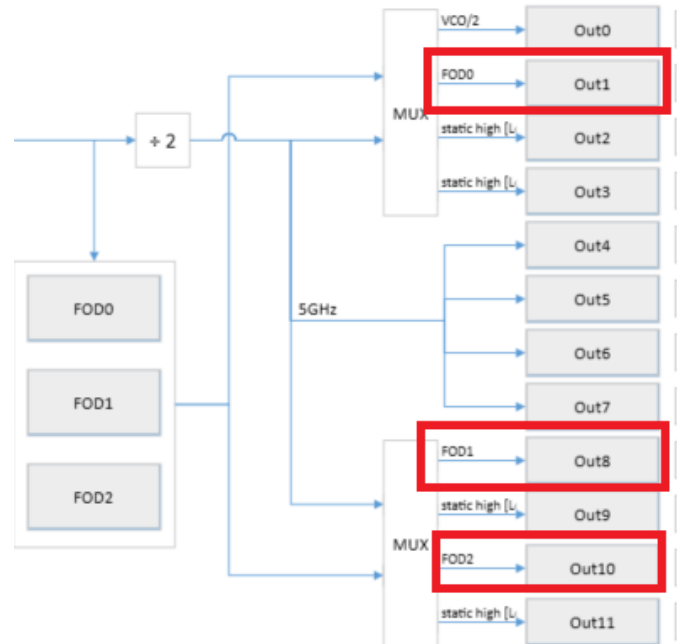 VCO/2
Out0
FOD0
Out1
MUX
static high [L
Out2
÷ 2
static high [L
Out3
Out4
FOD0
5GHz
Out5
Out6
FOD1
Out7
FOD1
Out8
FOD2
static high [L
Out9
MUX
FOD2
Out10
static high [L
Out11